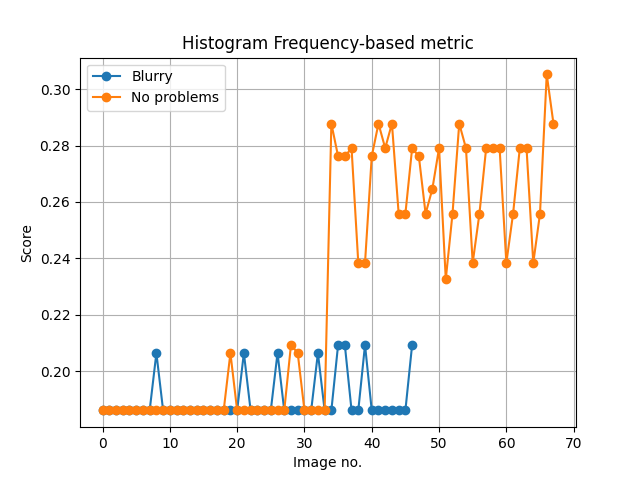 Histogram Frequency-based metric
Blurry
No problems
0.30
0.28
0.26
0.24
0.22
0.20
Score
0 10 20 30 40 50 60 70
Image no.